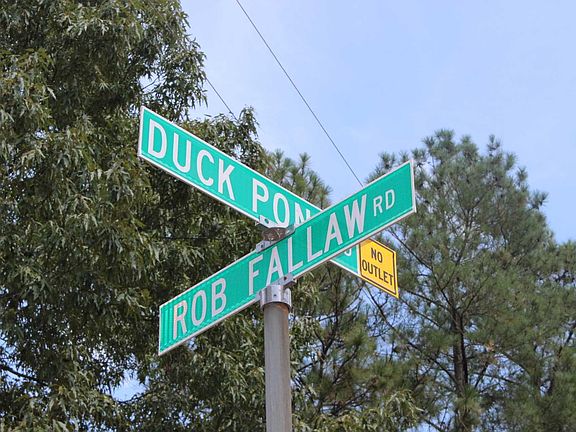 DUCK PON
ROB FALLAW RD
NO
OUTLET